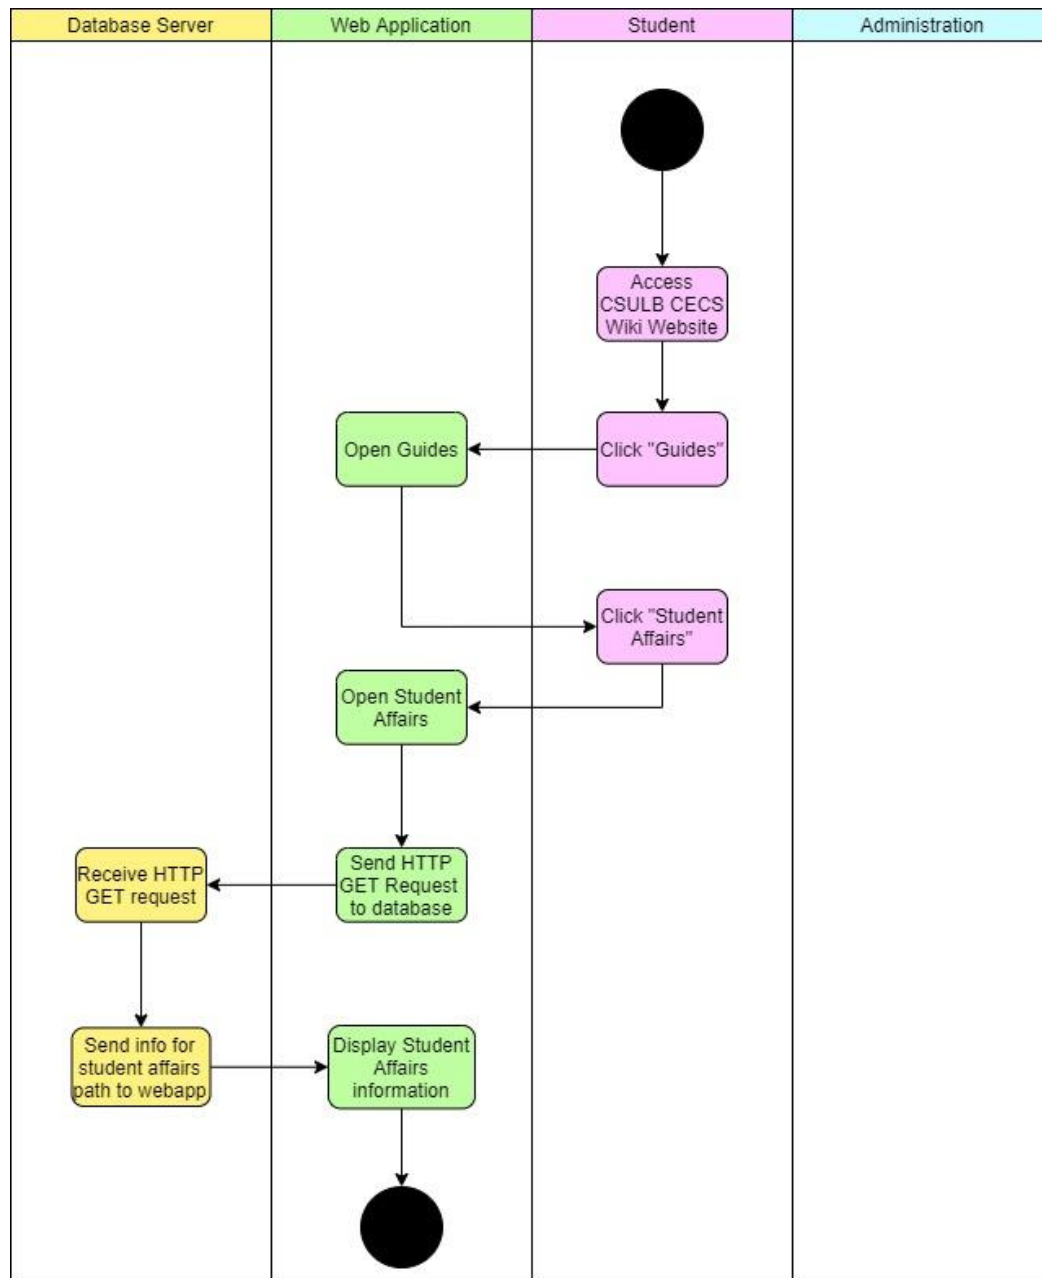 Database Server
Web Application
Student
Administration
Access
CSULB CECS
Wiki Website
Open Guides
Click "Guides"
Click "Student
Affairs"
Open Student
Affairs
Receive HTTP
GET request
Send HTTP
GET Request
to database
Send info for
student affairs
path to webapp
Display Student
Affairs
information